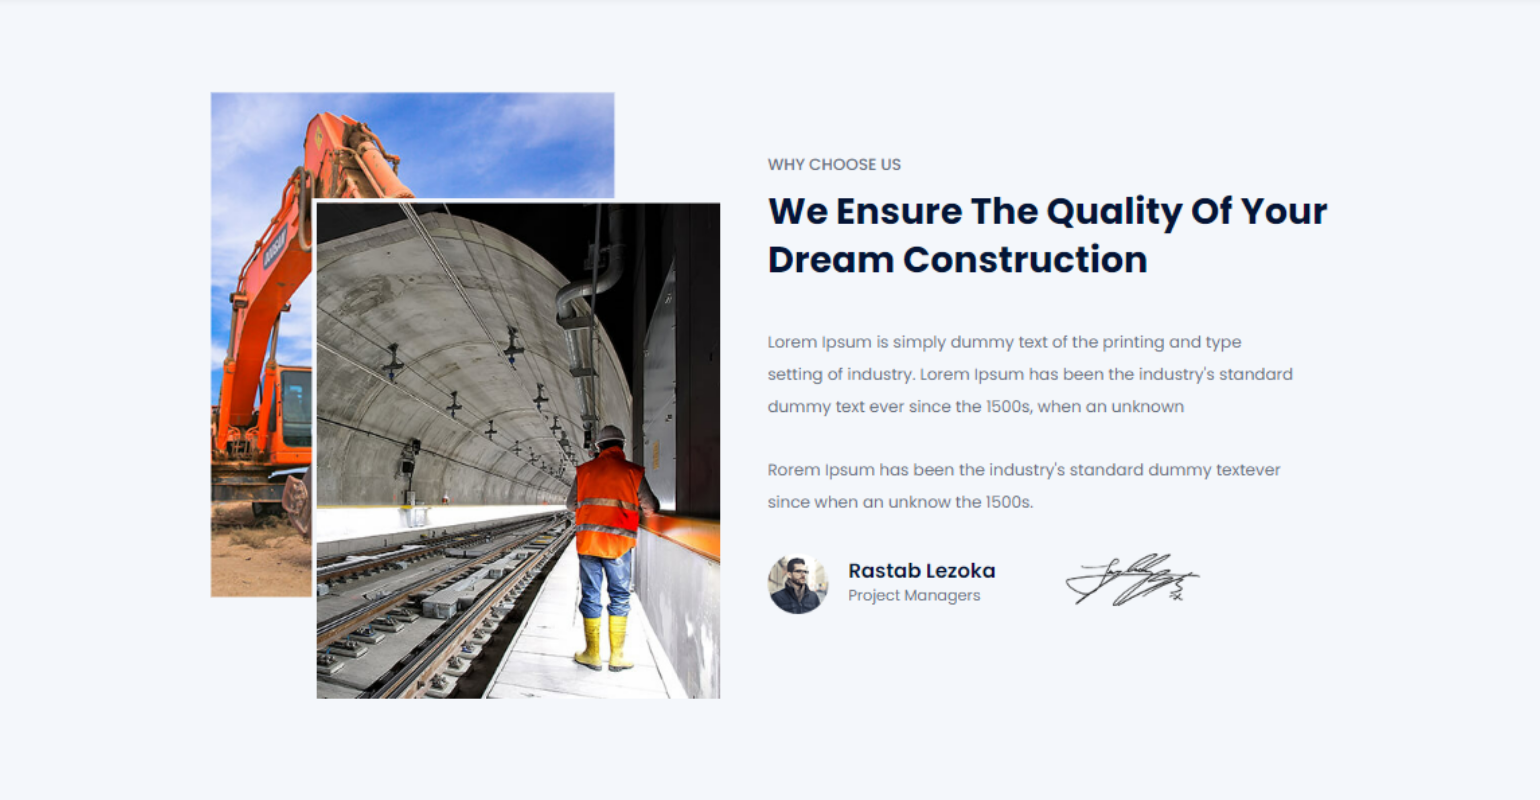 WHY CHOOSE US
We Ensure The Quality Of Your
Dream Construction
Lorem Ipsum is simply dummy text of the printing and type
setting of industry. Lorem Ipsum has been the industry's standard
dummy text ever since the 1500s, when an unknown
Rorem Ipsum has been the industry's standard dummy textever
since when an unknow the 1500s.
Rastab Lezoka
Project Managers
DOOSAN